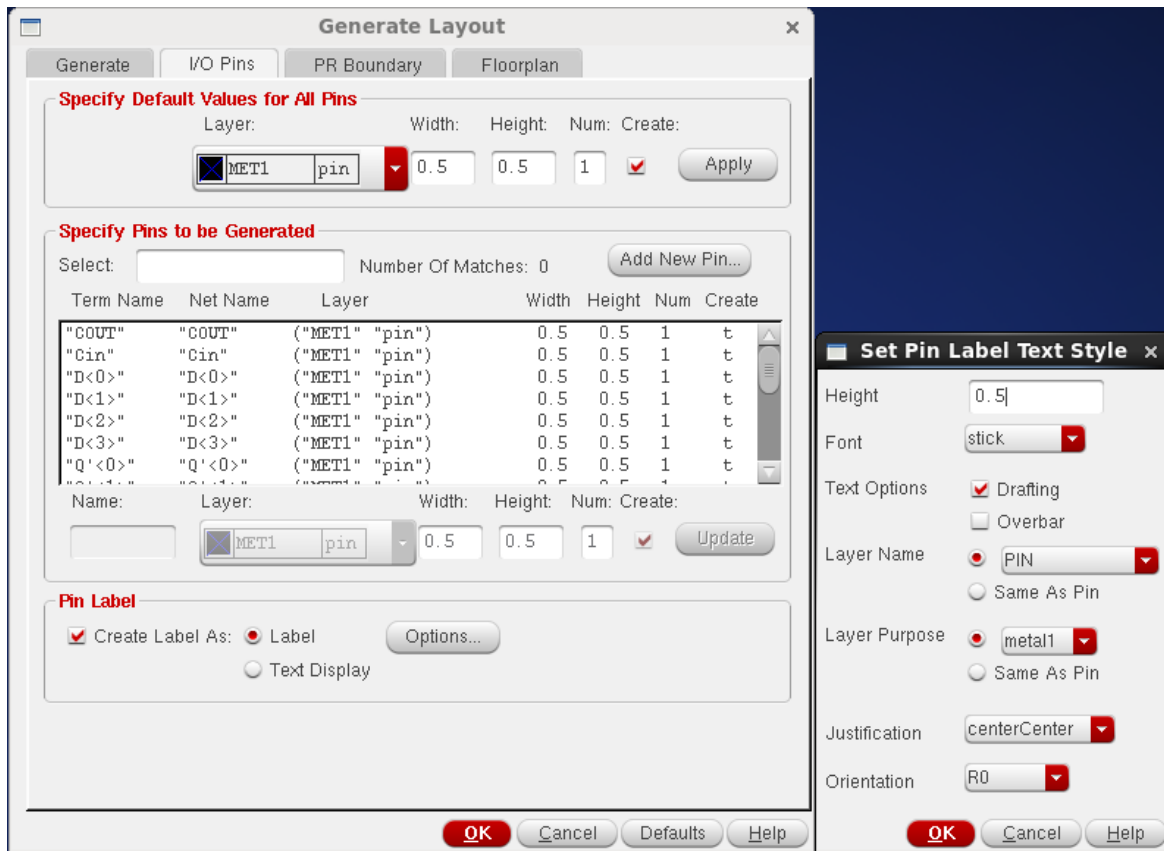 Generate Layout
Generate I/O Pins PR Boundary Floorplan
Specify Default Values for All Pins
Layer: Width: Height: Num: Create:
MET1 pin 0.5 0.5 1 Apply
Specify Pins to be Generated
Select: Number Of Matches: 0 Add New Pin...
Term Name Net Name Layer Width Height Num Create
"COUT" "COUT" ("MET1" "pin") 0.5 0.5 1 t
"Cin" "Cin" ("MET1" "pin") 0.5 0.5 1 t
"D<0>" "D<0>" ("MET1" "pin") 0.5 0.5 1 t
"D<1>" "D<1>" ("MET1" "pin") 0.5 0.5 1 t
"D<2>" "D<2>" ("MET1" "pin") 0.5 0.5 1 t
"D<3>" "D<3>" ("MET1" "pin") 0.5 0.5 1 t
"Q'<0>" "Q'<0>" ("MET1" "pin") 0.5 0.5 1 t
Name: Layer: Width: Height: Num: Create:
MET1 pin 0.5 0.5 1 Update
Pin Label
Create Label As: Label Options...
Text Display
OK Cancel Defaults Help
Set Pin Label Text Style
Height 0.5
Font stick
Text Options Drafting
Overbar
Layer Name PIN
Same As Pin
Layer Purpose metal1
Same As Pin
Justification centerCenter
Orientation R0
OK Cancel Help